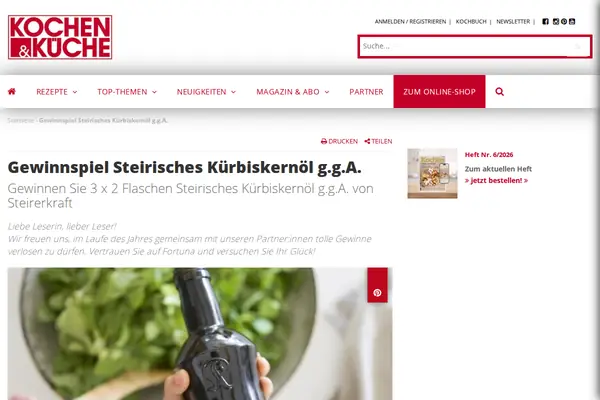 KOCHEN
&KÜCHE
ANMELDEN / REGISTRIEREN | KOCHBUCH | NEWSLETTER |
Suche...
REZEPTE TOP-THEMEN NEUIGKEITEN MAGAZIN & ABO PARTNER ZUM ONLINE-SHOP
Startseite › Gewinnspiel Steirisches Kürbiskernöl g.g.A.
DRUCKEN TEILEN
Gewinnspiel Steirisches Kürbiskernöl g.g.A.
Gewinnen Sie 3 x 2 Flaschen Steirisches Kürbiskernöl g.g.A. von
Steirerkraft
Liebe Leserin, lieber Leser!
Wir freuen uns, im Laufe des Jahres gemeinsam mit unseren Partner:innen tolle Gewinne
verlosen zu dürfen. Vertrauen Sie auf Fortuna und versuchen Sie Ihr Glück!
Heft Nr. 6/2026
Zum aktuellen Heft
» jetzt bestellen! »